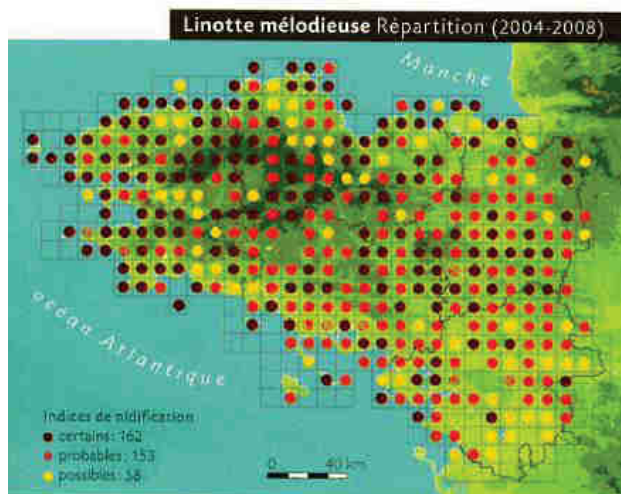 Linotte mélodieuse Répartition (2004-2008)
Manche
océan Atlantique
Indices de nidification
certains: 162
probables: 153
possibles: 58
0 40 km